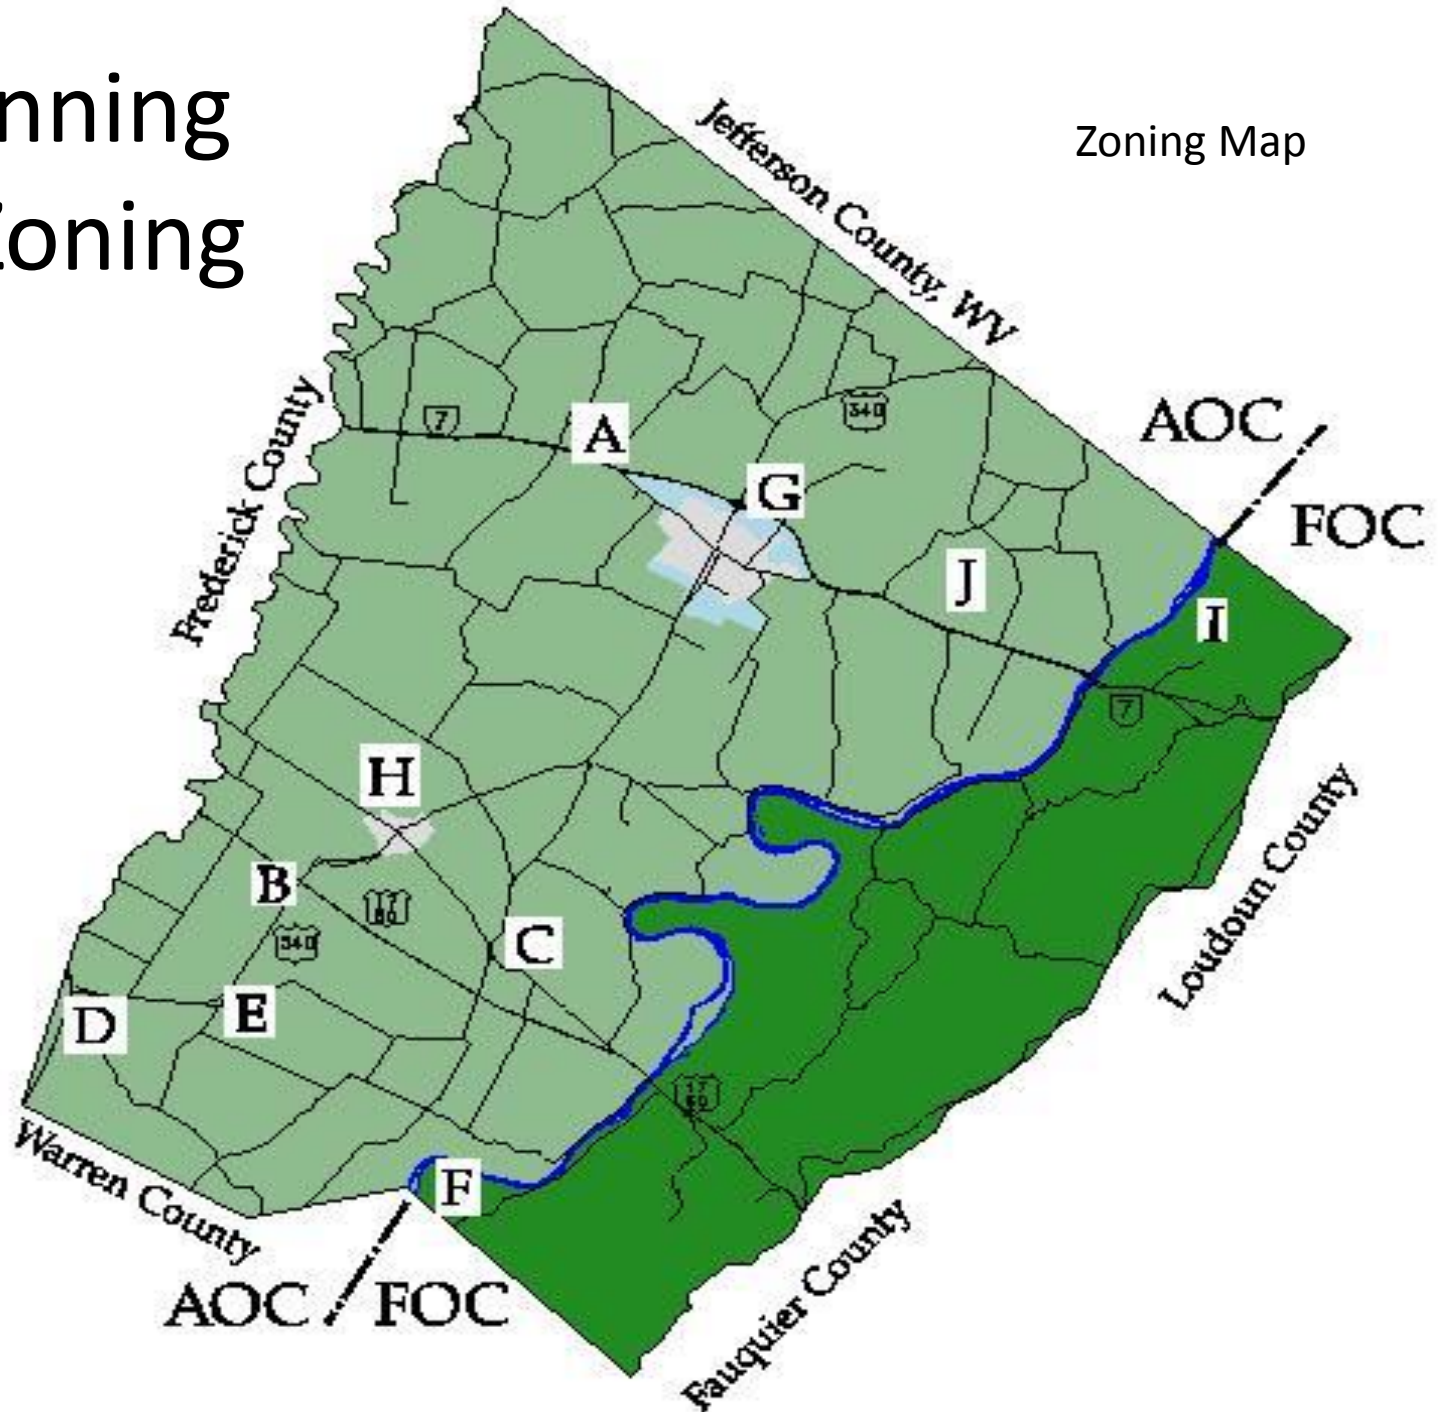 nning
Zoning
Zoning Map
Jefferson County, WV
Frederick County
AOC
FOC
7
340
A
G
J
I
7
H
B
17
50
340
C
D
E
Loudoun County
17
50
F
Warren County
AOC
FOC
Fauquier County